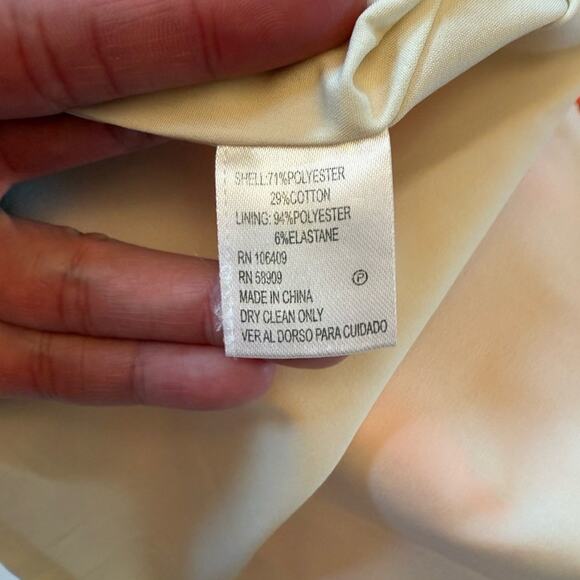 SHELL:71%POLYESTER
29%COTTON
LINING: 94%POLYESTER
6%ELASTANE
RN 106409
RN 58909
P
MADE IN CHINA
DRY CLEAN ONLY
VER AL DORSO PARA CUIDADO